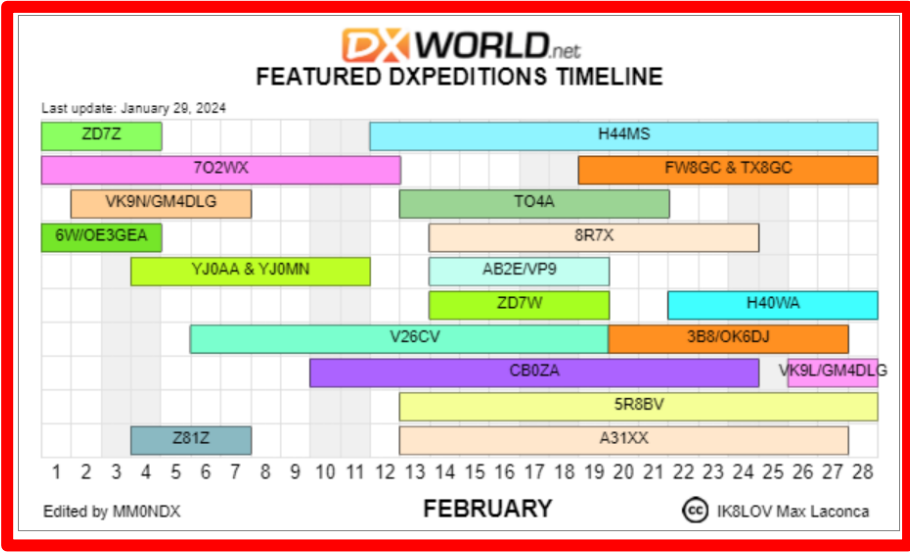 DX WORLD.net
FEATURED DXPEDITIONS TIMELINE
Last update: January 29, 2024
ZD7Z H44MS
7O2WX FW8GC & TX8GC
VK9N/GM4DLG TO4A
6W/OE3GEA 8R7X
YJ0AA & YJ0MN AB2E/VP9
ZD7W H40WA
V26CV 3B8/OK6DJ
CB0ZA VK9L/GM4DLG
5R8BV
Z81Z A31XX
1 2 3 4 5 6 7 8 9 10 11 12 13 14 15 16 17 18 19 20 21 22 23 24 25 26 27 28
Edited by MM0NDX FEBRUARY cc IK8LOV Max Laconca